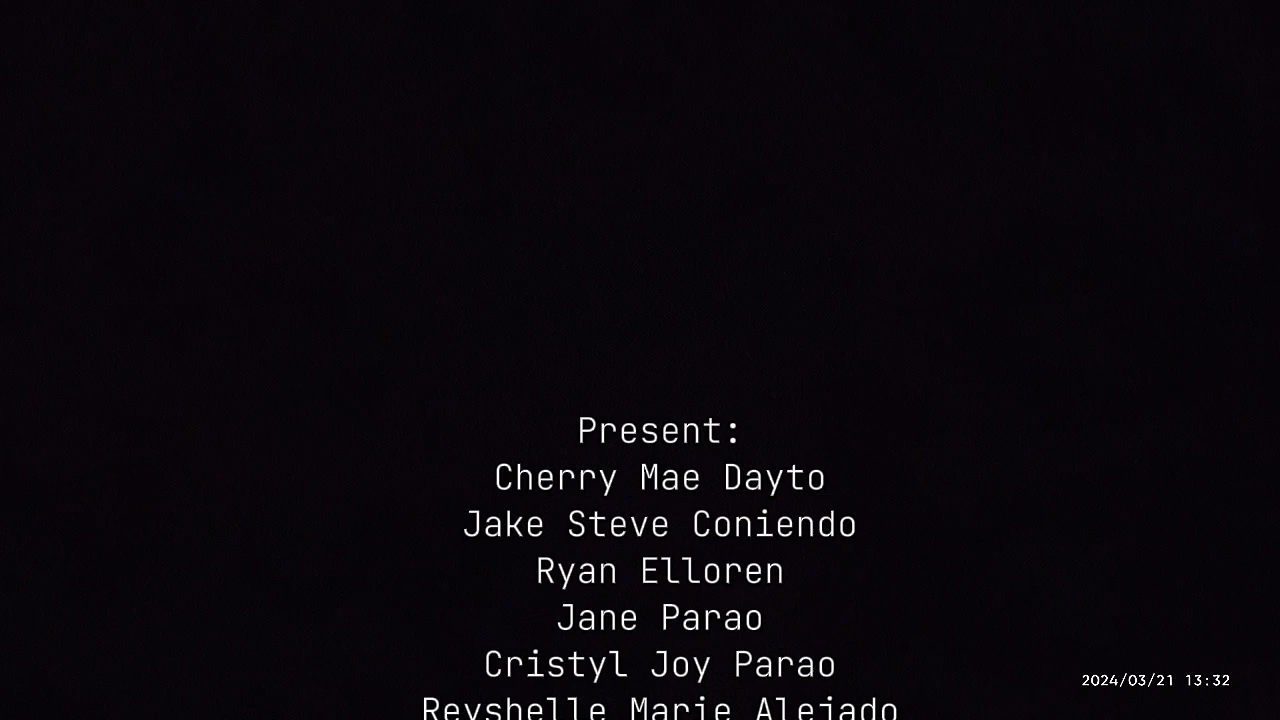 Present:
Cherry Mae Dayto
Jake Steve Coniendo
Ryan Elloren
Jane Parao
Cristyl Joy Parao
Reyshelle Marie Alejado
2024/03/21 13:32